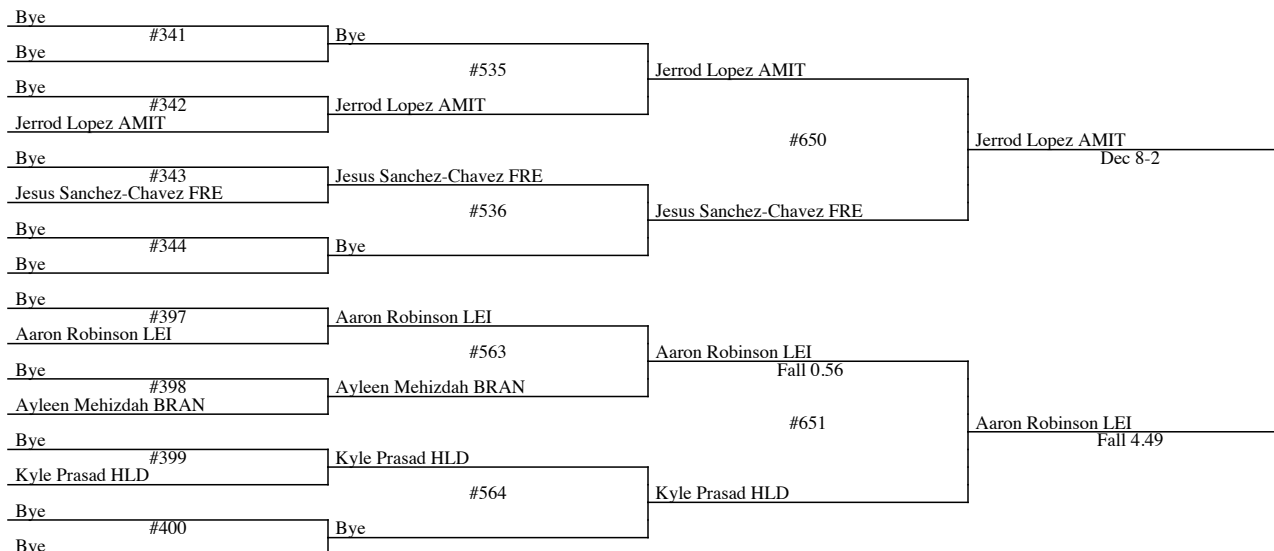 Bye
#341
Bye
Bye
#535
Jerrod Lopez AMIT
Bye
#342
Jerrod Lopez AMIT
Jerrod Lopez AMIT
#650
Jerrod Lopez AMIT
Dec 8-2
Bye
#343
Jesus Sanchez-Chavez FRE
Jesus Sanchez-Chavez FRE
#536
Jesus Sanchez-Chavez FRE
Bye
#344
Bye
Bye
Bye
#397
Aaron Robinson LEI
Aaron Robinson LEI
#563
Aaron Robinson LEI
Fall 0.56
Bye
#398
Ayleen Mehizdah BRAN
Ayleen Mehizdah BRAN
#651
Aaron Robinson LEI
Fall 4.49
Bye
#399
Kyle Prasad HLD
Kyle Prasad HLD
#564
Kyle Prasad HLD
Bye
#400
Bye
Bye